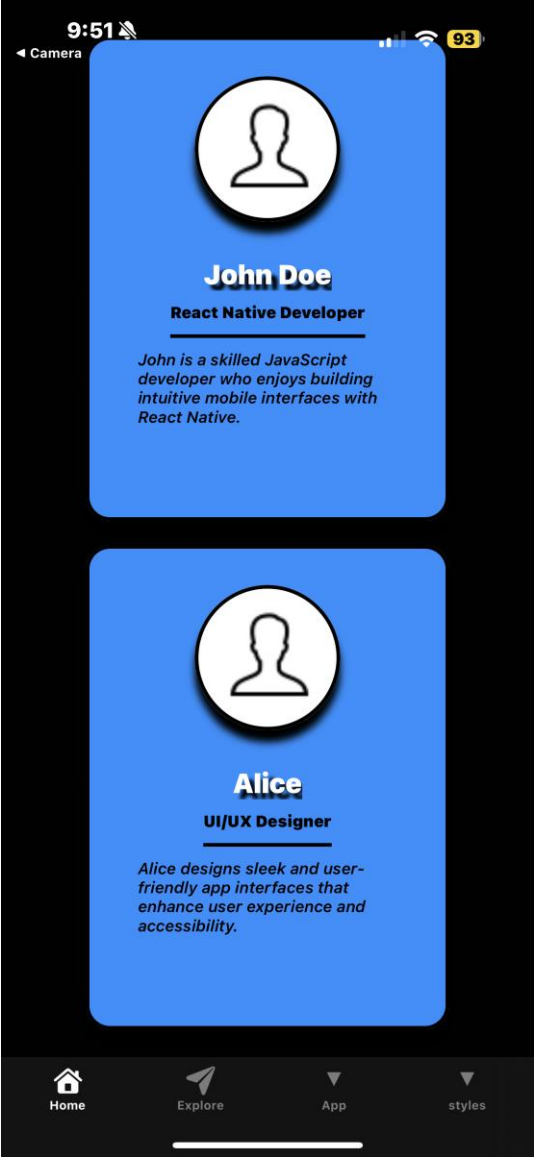 9:51
93
◀ Camera
John Doe
React Native Developer
John is a skilled JavaScript
developer who enjoys building
intuitive mobile interfaces with
React Native.
Alice
UI/UX Designer
Alice designs sleek and user-
friendly app interfaces that
enhance user experience and
accessibility.
Home Explore App styles